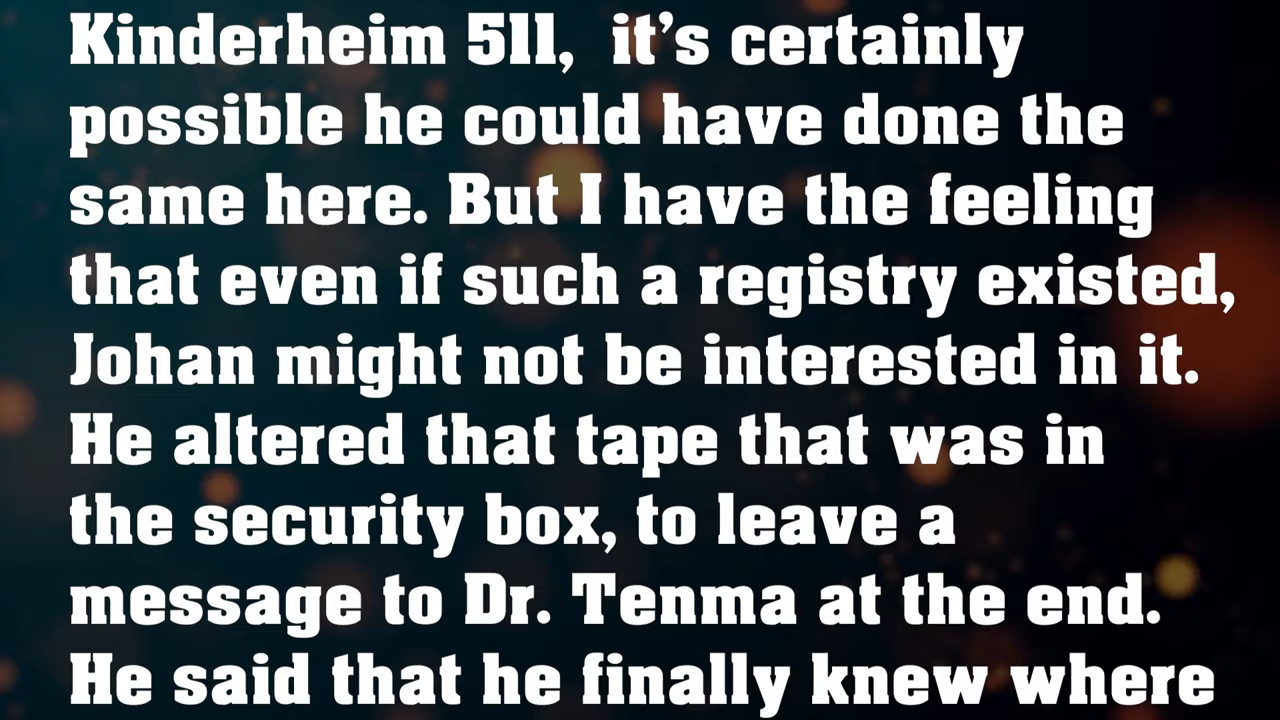 Kinderheim 511,  it’s certainly
possible he could have done the
same here. But I have the feeling
that even if such a registry existed,
Johan might not be interested in it.
He altered that tape that was in
the security box, to leave a
message to Dr. Tenma at the end.
He said that he finally knew where